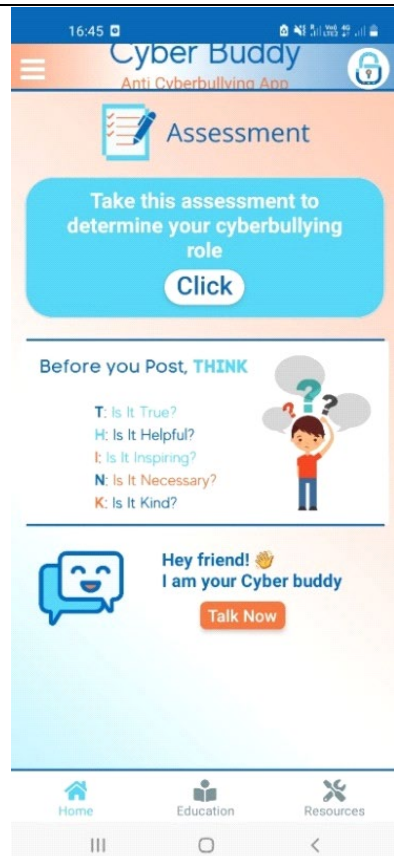 16:45
Cyber Buddy
Anti Cyberbullying App
Assessment
Take this assessment to
determine your cyberbullying
role
Click
Before you Post, THINK
T: Is It True?
H: Is It Helpful?
I: Is It Inspiring?
N: Is It Necessary?
K: Is It Kind?
Hey friend! 👋
I am your Cyber buddy
Talk Now
Home Education Resources